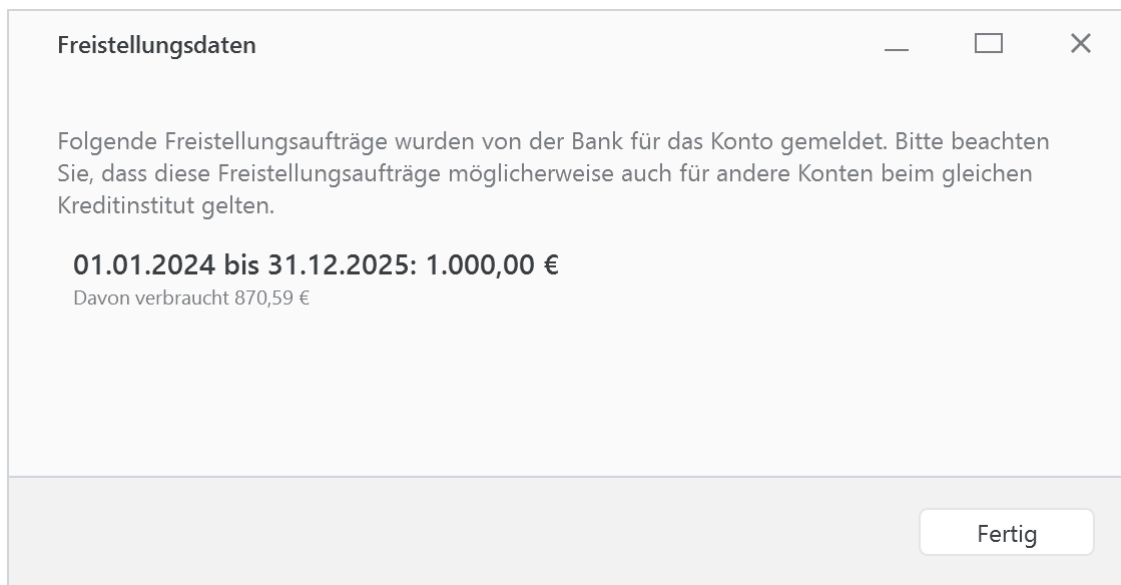 Freistellungsdaten
Folgende Freistellungsaufträge wurden von der Bank für das Konto gemeldet. Bitte beachten
Sie, dass diese Freistellungsaufträge möglicherweise auch für andere Konten beim gleichen
Kreditinstitut gelten.
01.01.2024 bis 31.12.2025: 1.000,00 €
Davon verbraucht 870,59 €
Fertig